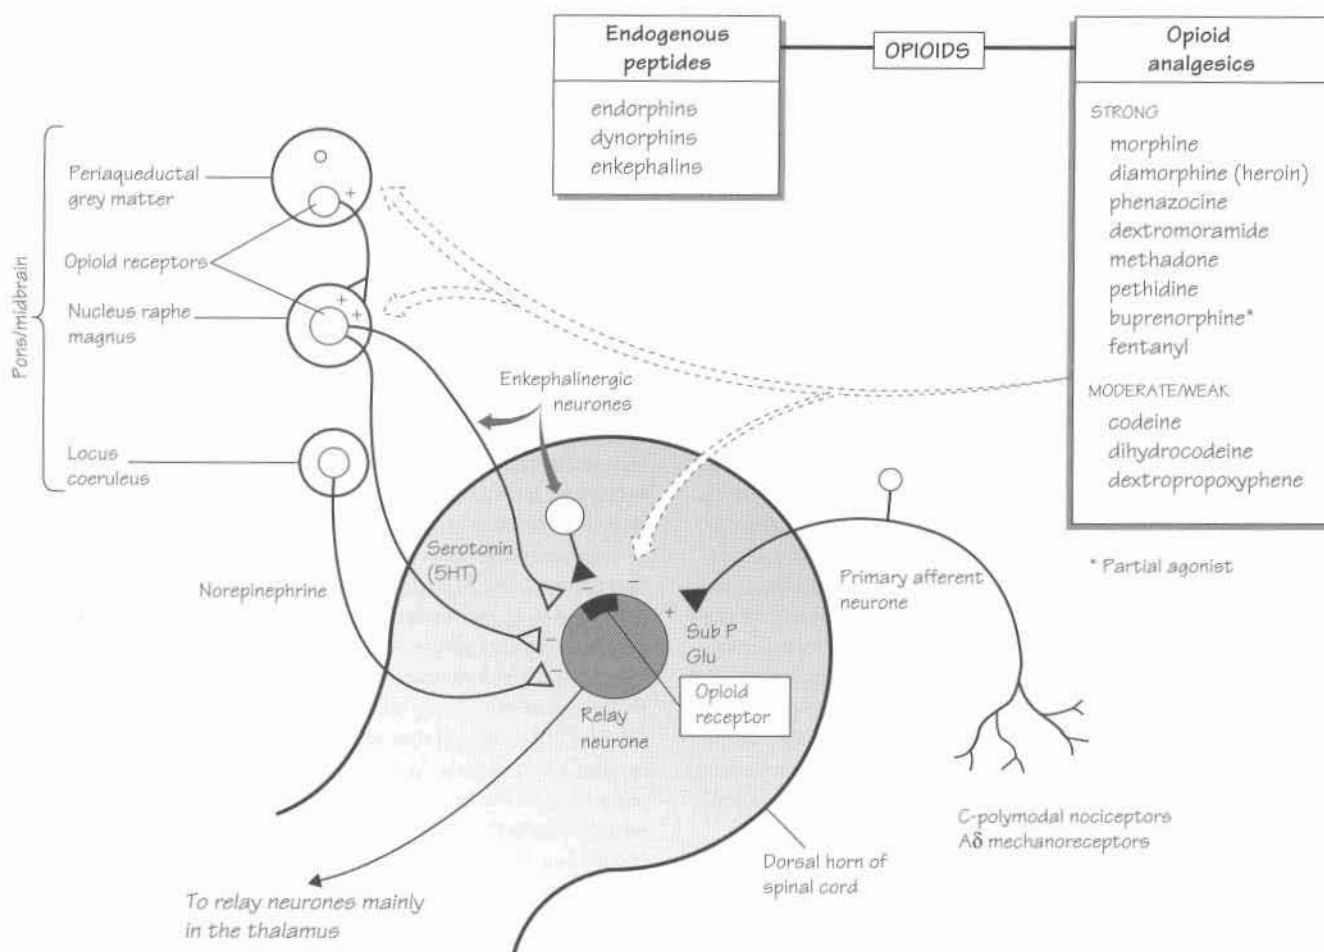 Endogenous
peptides
endorphins
dynorphins
enkephalins
OPIOIDS
Opioid
analgesics
STRONG
morphine
diamorphine (heroin)
phenazocine
dextromoramide
methadone
pethidine
buprenorphine*
fentanyl
MODERATE/WEAK
codeine
dihydrocodeine
dextropropoxyphene
* Partial agonist
Pons/midbrain
Periaqueductal
grey matter
Opioid receptors
Nucleus raphe
magnus
Locus
coeruleus
+
+
+
Enkephalinergic
neurones
Serotonin
(5HT)
Norepinephrine
−
−
−
−
+
Sub P
Glu
Primary afferent
neurone
Opioid
receptor
Relay
neurone
C-polymodal nociceptors
Aδ mechanoreceptors
Dorsal horn of
spinal cord
To relay neurones mainly
in the thalamus